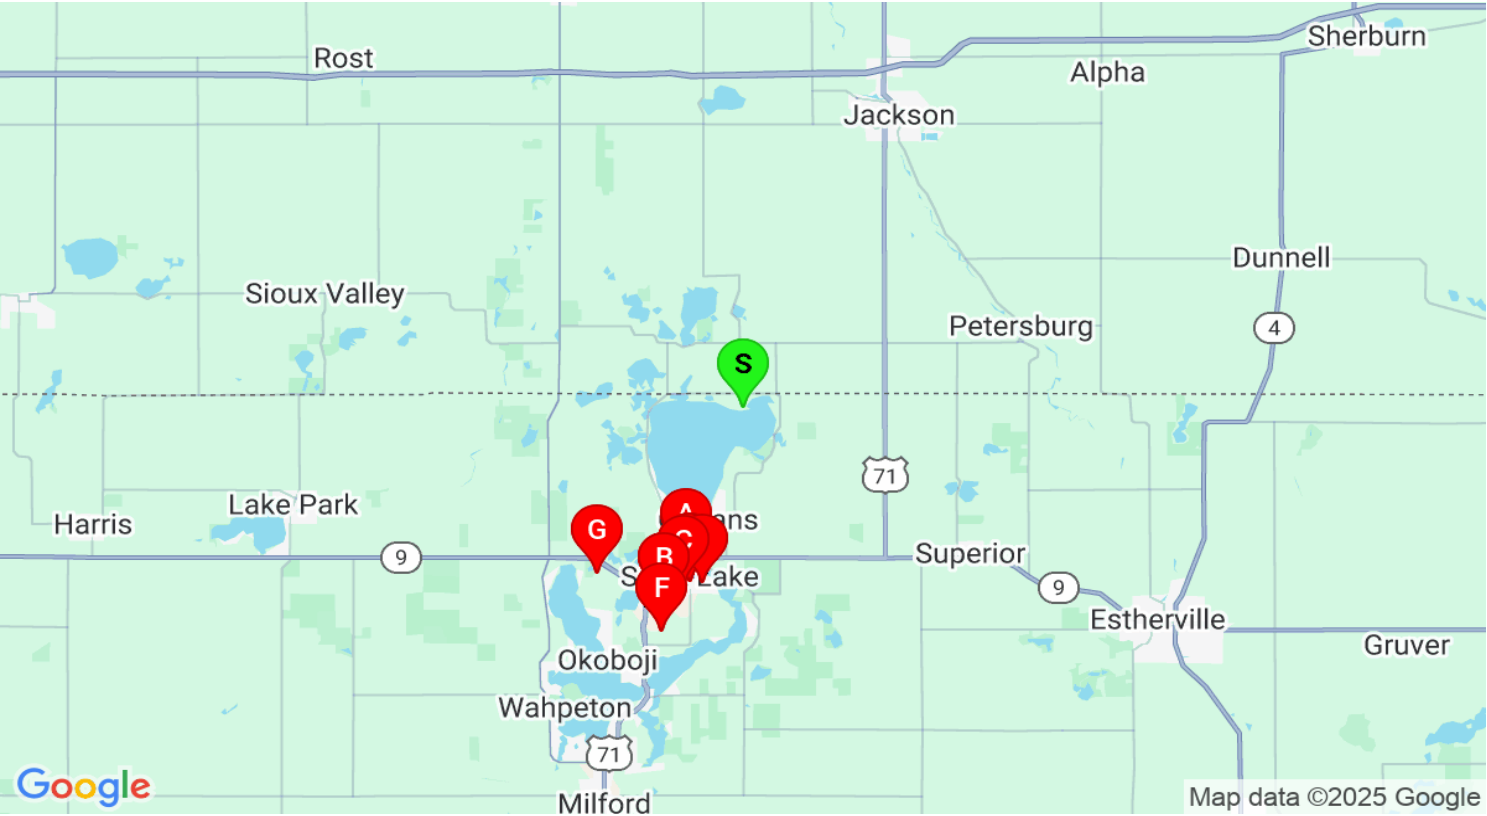 Sherburn
Rost
Alpha
Jackson
Dunnell
Sioux Valley
Petersburg
4
S
71
Lake Park
A
Harris
G
C
9
B
Superior
Lake
F
9
Estherville
Gruver
Okoboji
Wahpeton
71
Google
Milford
Map data ©2025 Google